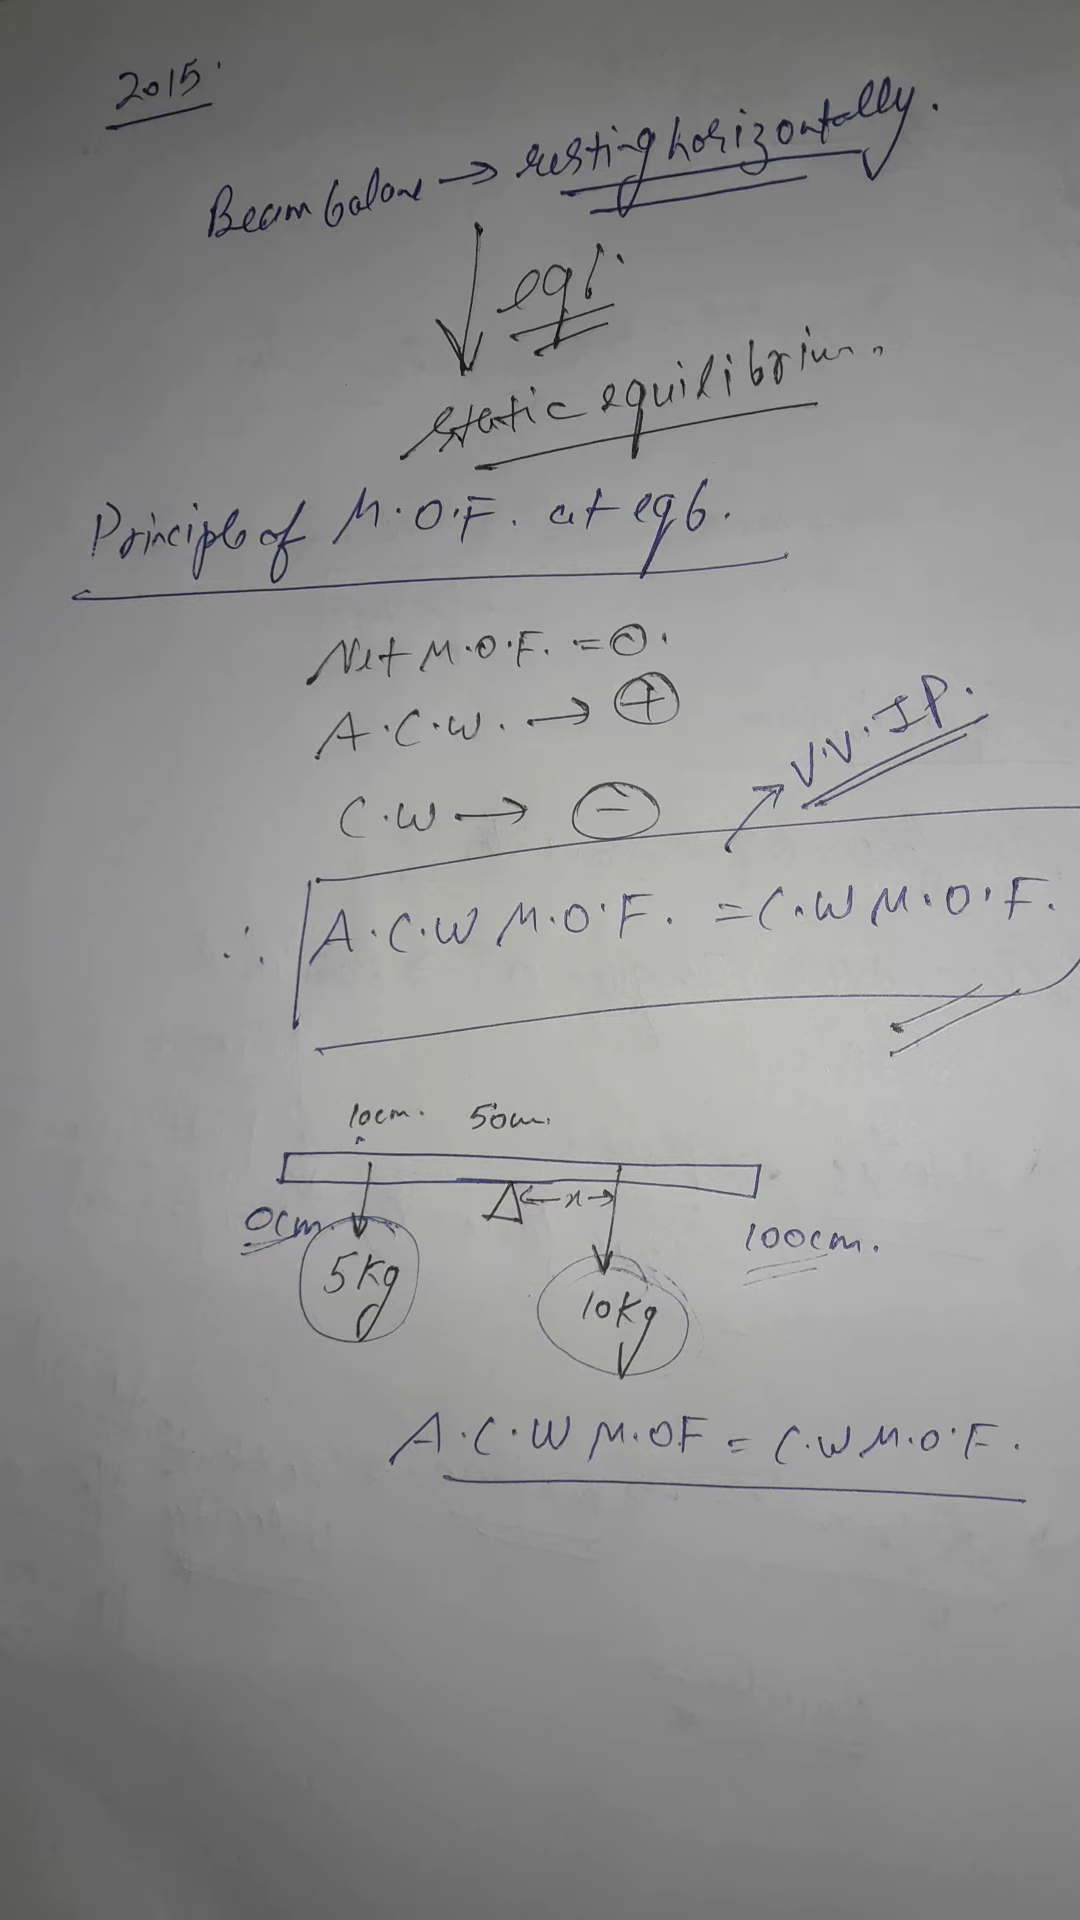 2015.
Beam balane → resting horizontally.
eqb.
Static equilibrium.
Principle of M.O.F. at eqb.
Net M.O.F. = 0.
A.C.W. → +
C.W → -
V.V.IP.
∴ A.C.W M.O.F. = C.W M.O.F.
10cm. 50cm.
x
0cm 100cm.
5Kg 10Kg
A.C.W M.OF = C.W M.O.F.